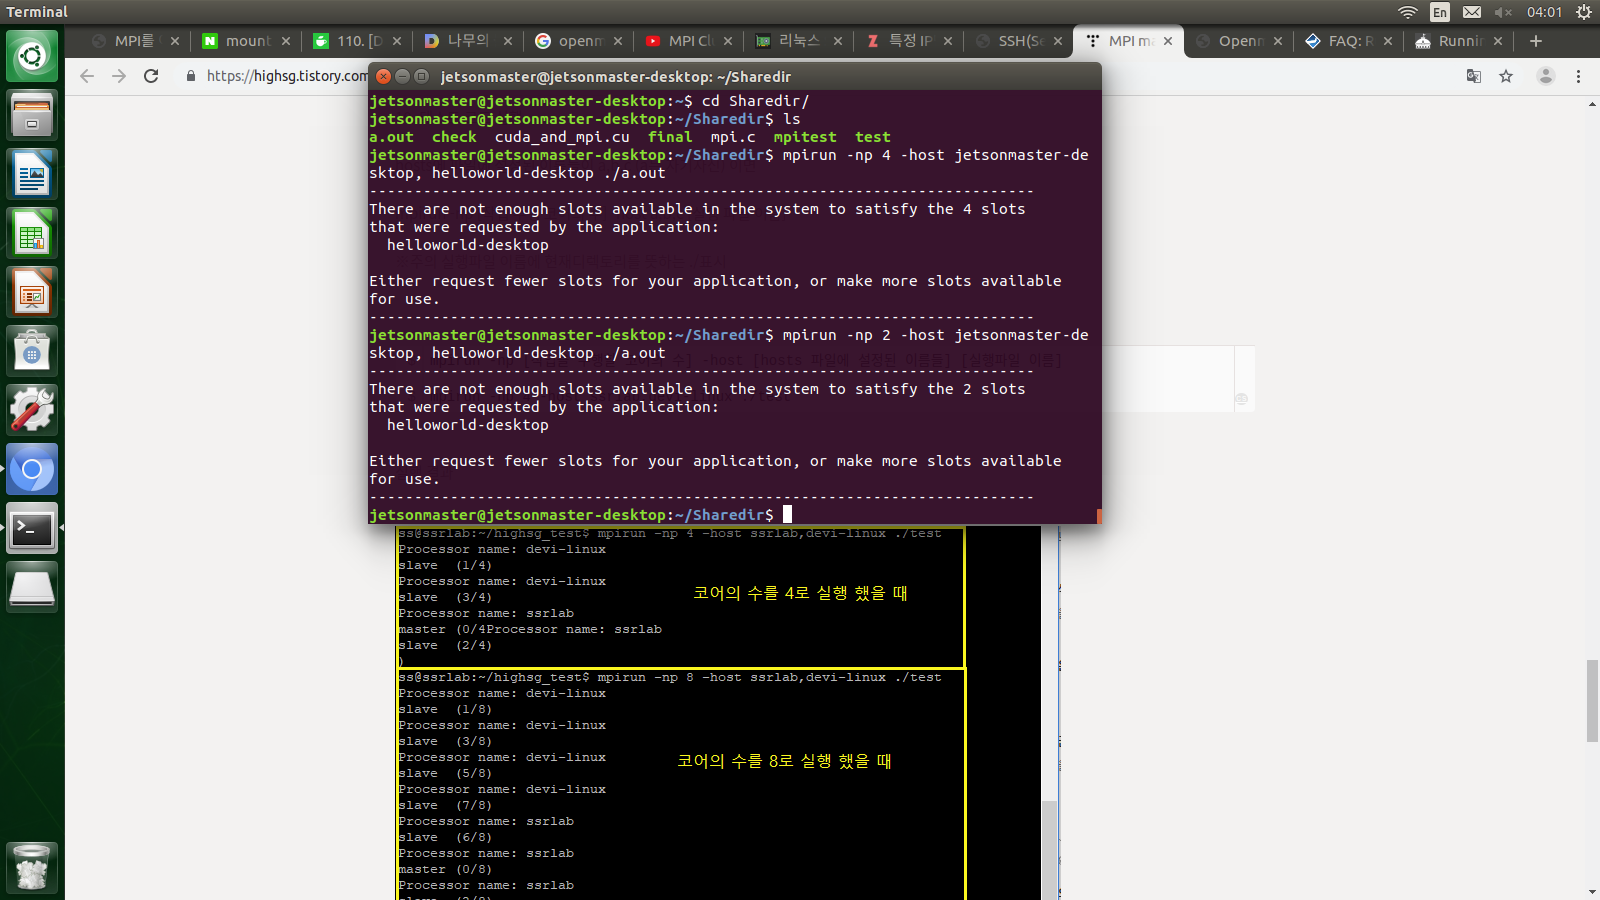 Terminal
En
04:01
MPI를
mount
110. [D
나무의
openm
MPI Cl
리눅스
특정 IP
SSH(Se
MPI ma
Openm
FAQ: R
Runnin
https://highsg.tistory.com
jetsonmaster@jetsonmaster-desktop: ~/Sharedir
jetsonmaster@jetsonmaster-desktop:~$ cd Sharedir/
jetsonmaster@jetsonmaster-desktop:~/Sharedir$ ls
a.out check cuda_and_mpi.cu final mpi.c mpitest test
jetsonmaster@jetsonmaster-desktop:~/Sharedir$ mpirun -np 4 -host jetsonmaster-de
sktop, helloworld-desktop ./a.out
--------------------------------------------------------------------------
There are not enough slots available in the system to satisfy the 4 slots
that were requested by the application:
helloworld-desktop
Either request fewer slots for your application, or make more slots available
for use.
--------------------------------------------------------------------------
jetsonmaster@jetsonmaster-desktop:~/Sharedir$ mpirun -np 2 -host jetsonmaster-de
sktop, helloworld-desktop ./a.out
--------------------------------------------------------------------------
There are not enough slots available in the system to satisfy the 2 slots
that were requested by the application:
helloworld-desktop
Either request fewer slots for your application, or make more slots available
for use.
--------------------------------------------------------------------------
jetsonmaster@jetsonmaster-desktop:~/Sharedir$
ss@ssrlab:~/highsg_test$ mpirun -np 4 -host ssrlab,devi-linux ./test
Processor name: devi-linux
slave (1/4)
Processor name: devi-linux
slave (3/4)
코어의 수를 4로 실행 했을 때
Processor name: ssrlab
master (0/4Processor name: ssrlab
slave (2/4)
)
ss@ssrlab:~/highsg_test$ mpirun -np 8 -host ssrlab,devi-linux ./test
Processor name: devi-linux
slave (1/8)
Processor name: devi-linux
slave (3/8)
Processor name: devi-linux
코어의 수를 8로 실행 했을 때
slave (5/8)
Processor name: devi-linux
slave (7/8)
Processor name: ssrlab
slave (6/8)
Processor name: ssrlab
master (0/8)
Processor name: ssrlab